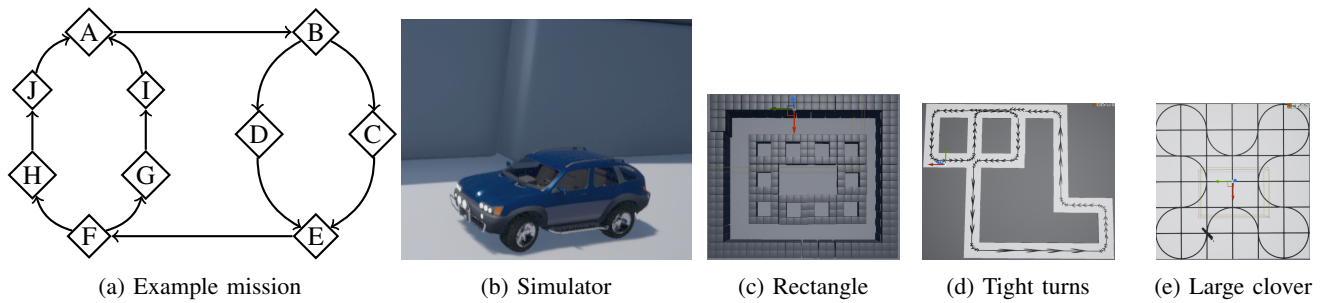 A B
J I
D C
H G
F E
(a) Example mission (b) Simulator (c) Rectangle (d) Tight turns (e) Large clover